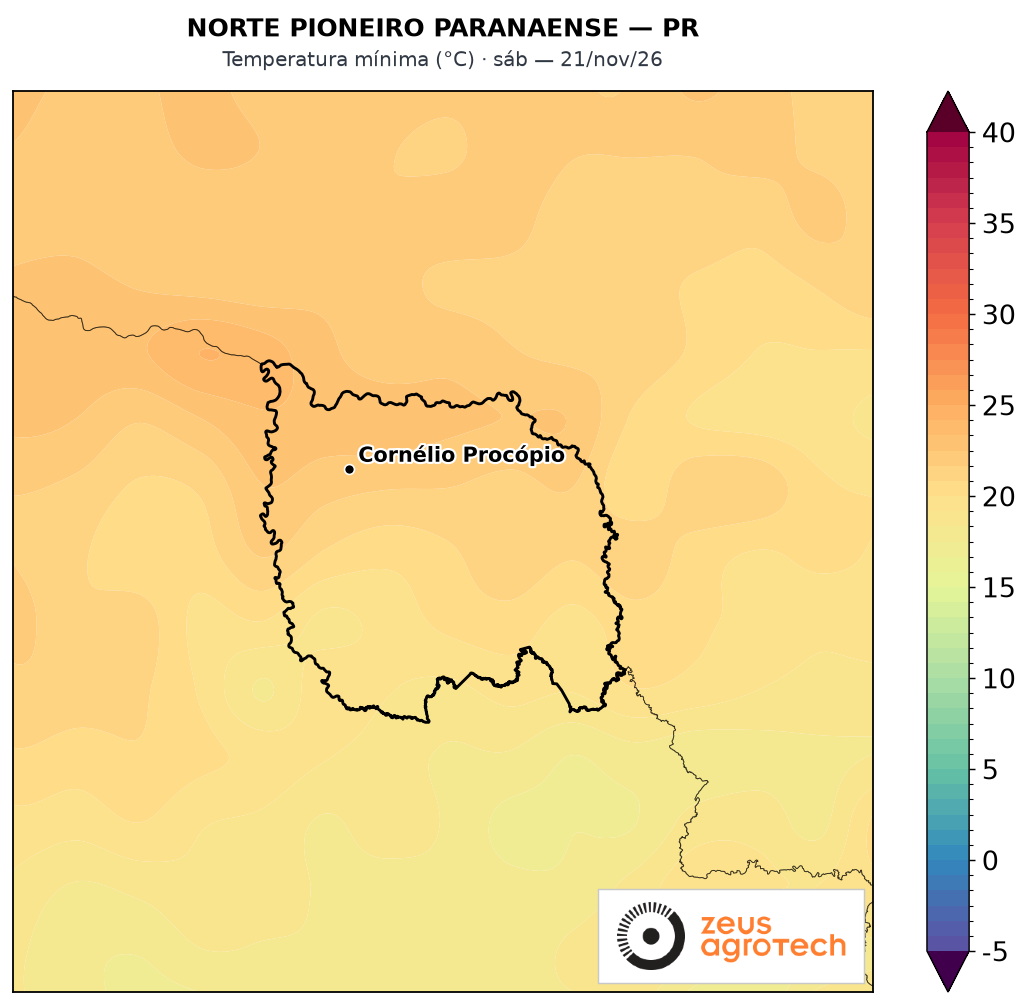 NORTE PIONEIRO PARANAENSE — PR
Temperatura mínima (°C) · sáb — 21/nov/26
Cornélio Procópio
40
35
30
25
20
15
10
5
0
-5
zeus
agrotech